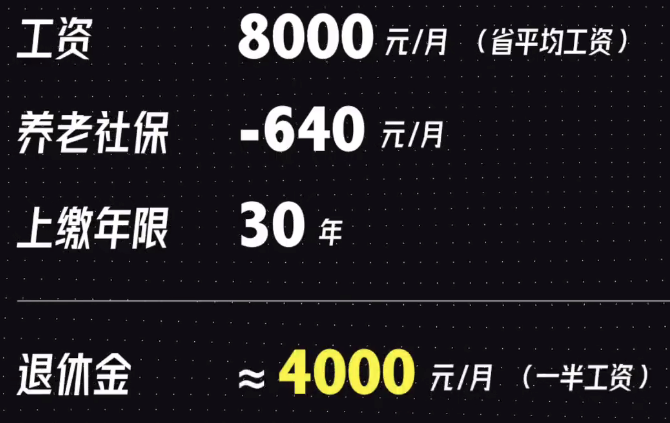 工资 8000 元/月 （省平均工资）
养老社保 -640 元/月
上缴年限 30 年
退休金 ≈ 4000 元/月 （一半工资）